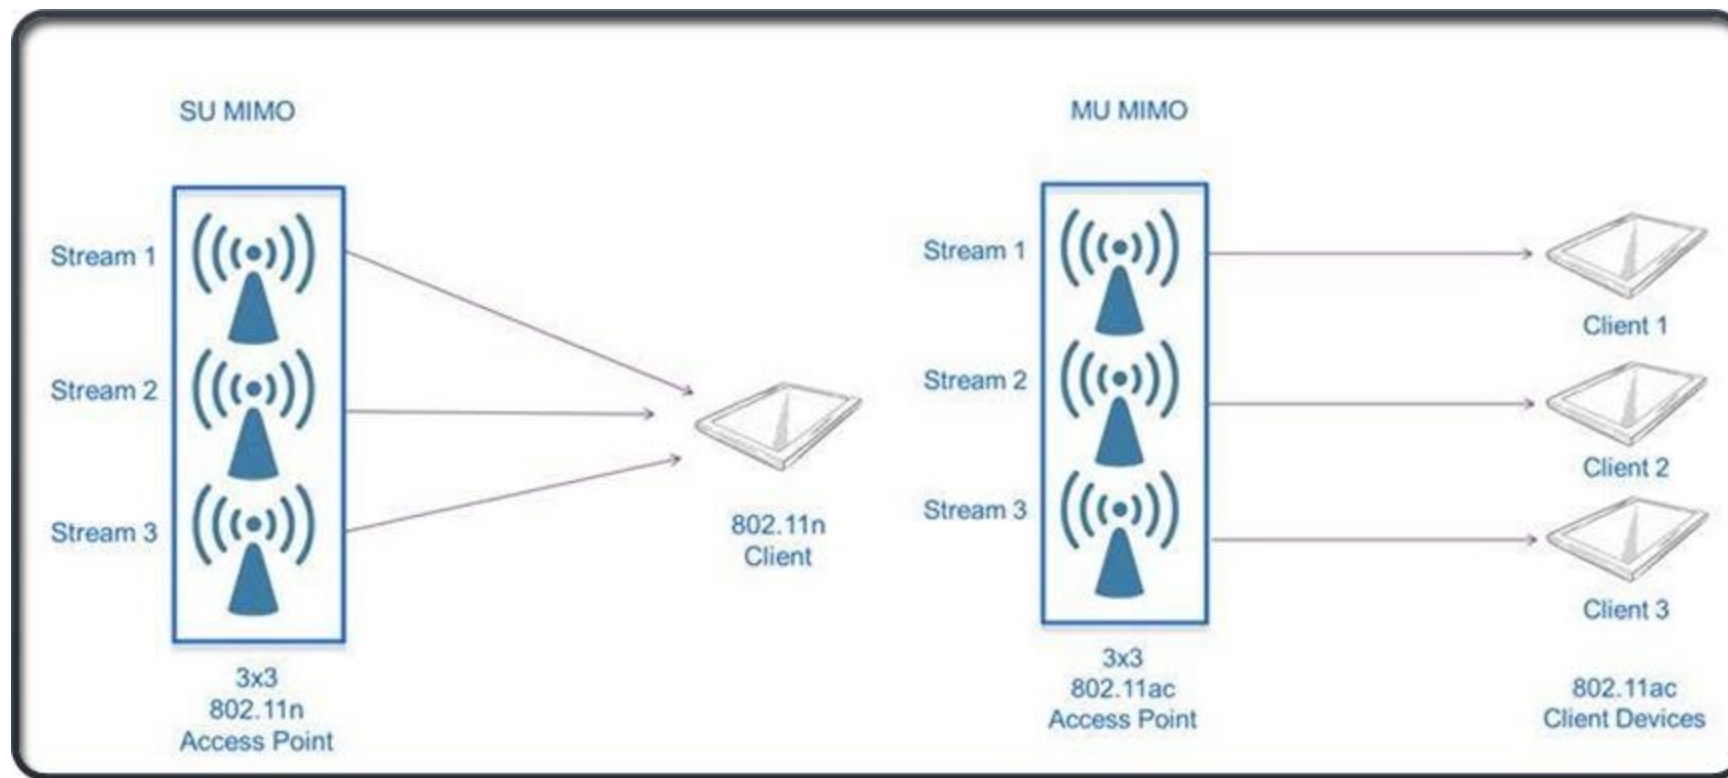 SU MIMO
Stream 1
Stream 2
Stream 3
3x3
802.11n
Access Point
802.11n
Client
MU MIMO
Stream 1
Stream 2
Stream 3
3x3
802.11ac
Access Point
Client 1
Client 2
Client 3
802.11ac
Client Devices